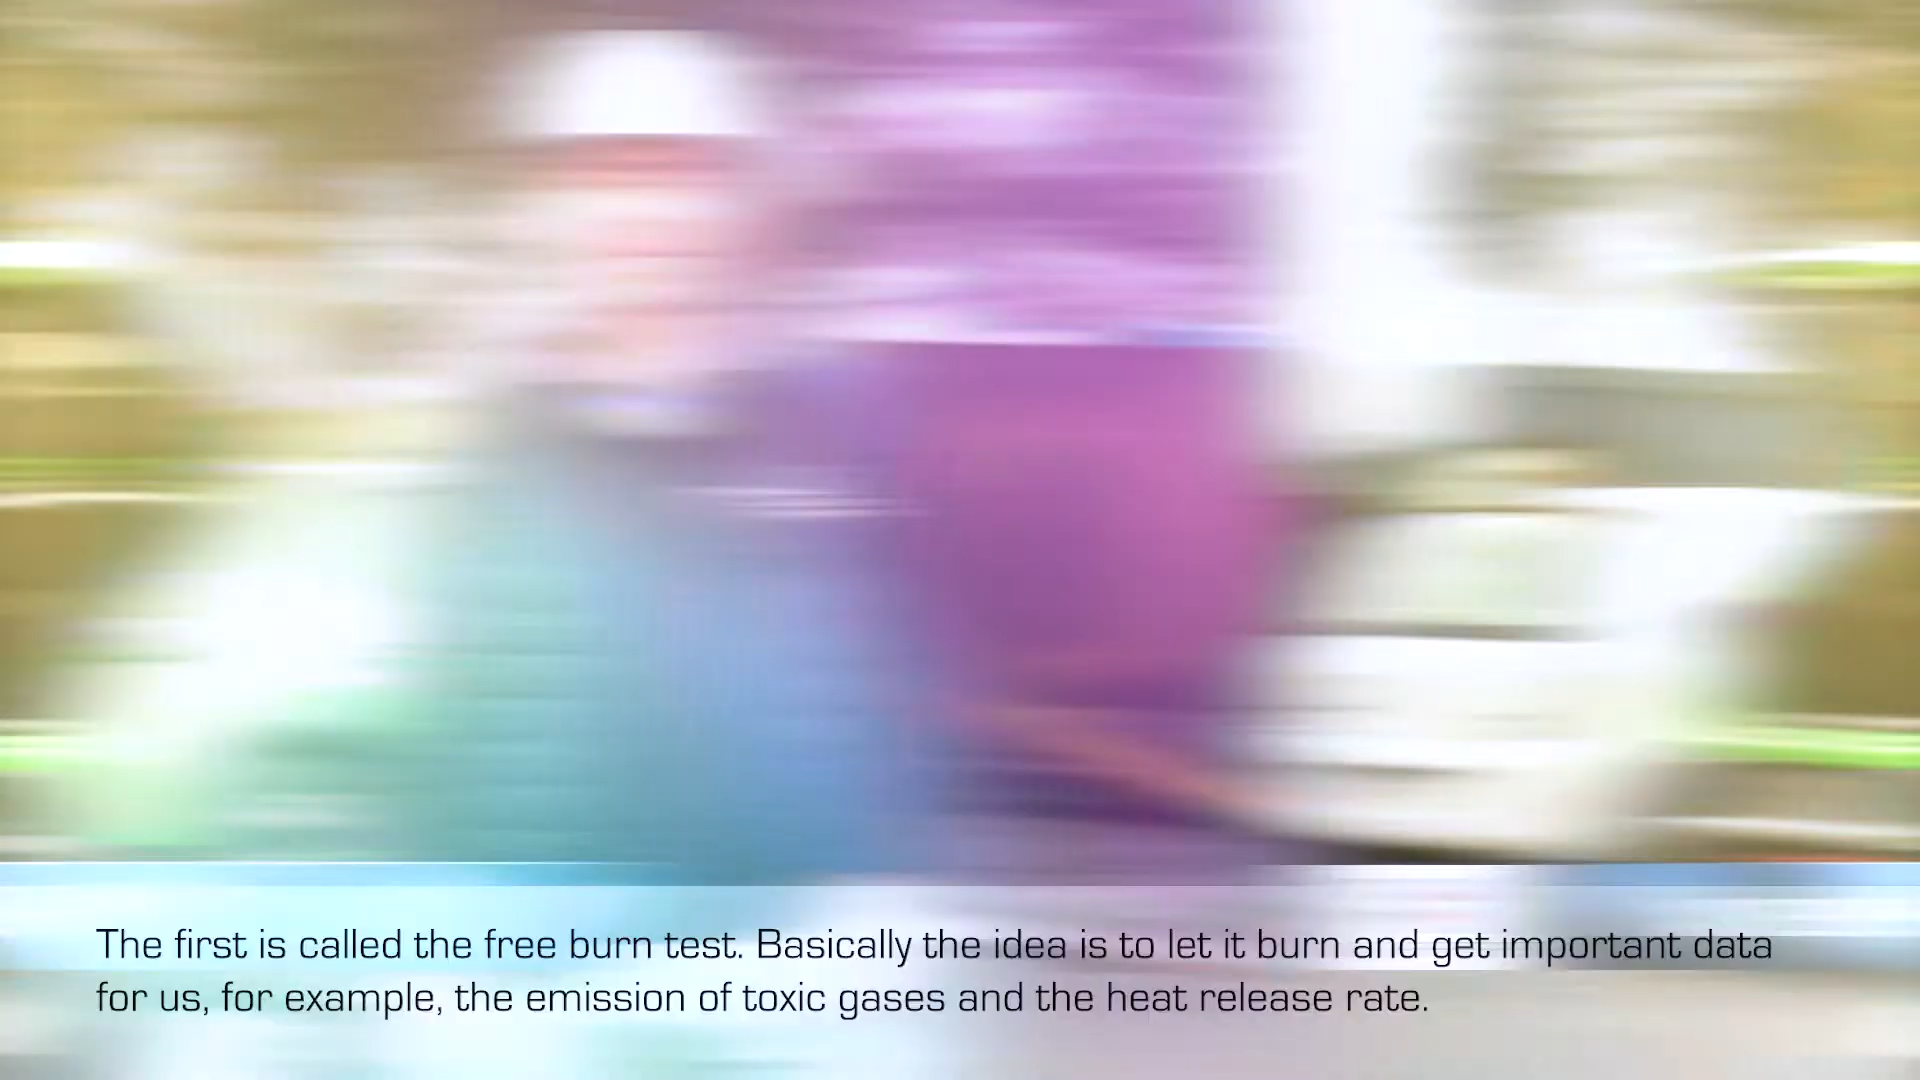 The first is called the free burn test. Basically the idea is to let it burn and get important data
for us, for example, the emission of toxic gases and the heat release rate.